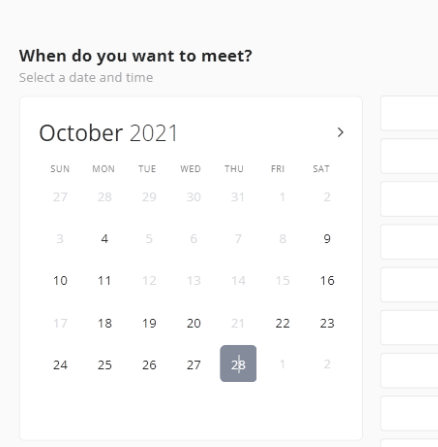 When do you want to meet?
Select a date and time
October 2021
SUN MON TUE WED THU FRI SAT
27 28 29 30 31 1 2
3 4 5 6 7 8 9
10 11 12 13 14 15 16
17 18 19 20 21 22 23
24 25 26 27 28 1 2